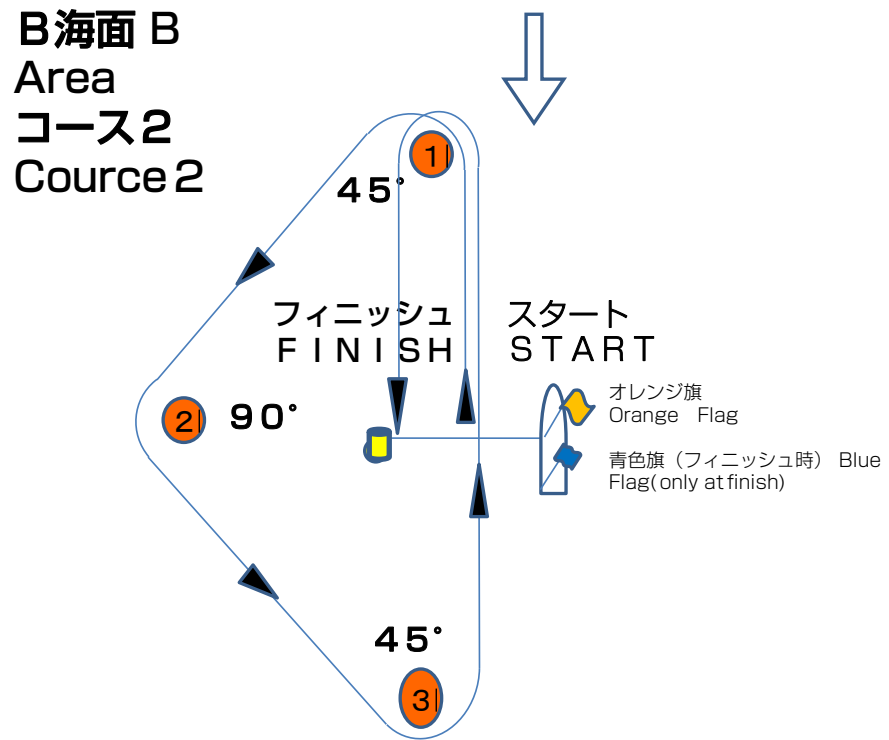 B海面 B
Area
コース２
Cource２
1
４５°
フィニッシュ
ＦＩＮＩＳＨ
スタート
ＳＴＡＲＴ
オレンジ旗
Orange　Flag
2
９０°
青色旗（フィニッシュ時） Blue
Flag(only at finish)
４５°
3